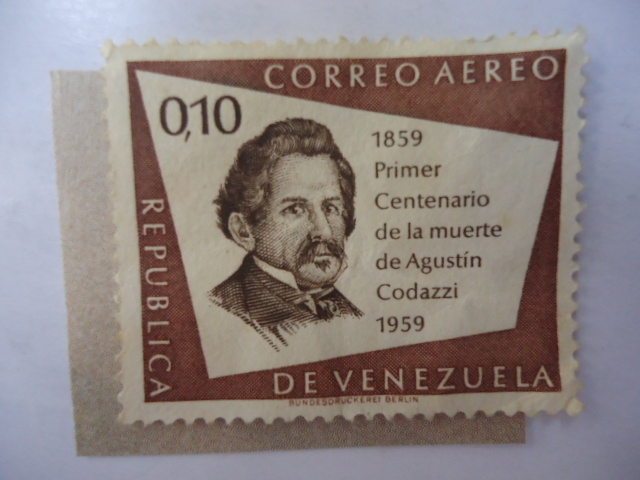 CORREO AEREO
0,10
1859
Primer
Centenario
de la muerte
de Agustín
Codazzi
1959
REPUBLICA
DE VENEZUELA
BUNDESDRUCKEREI BERLIN